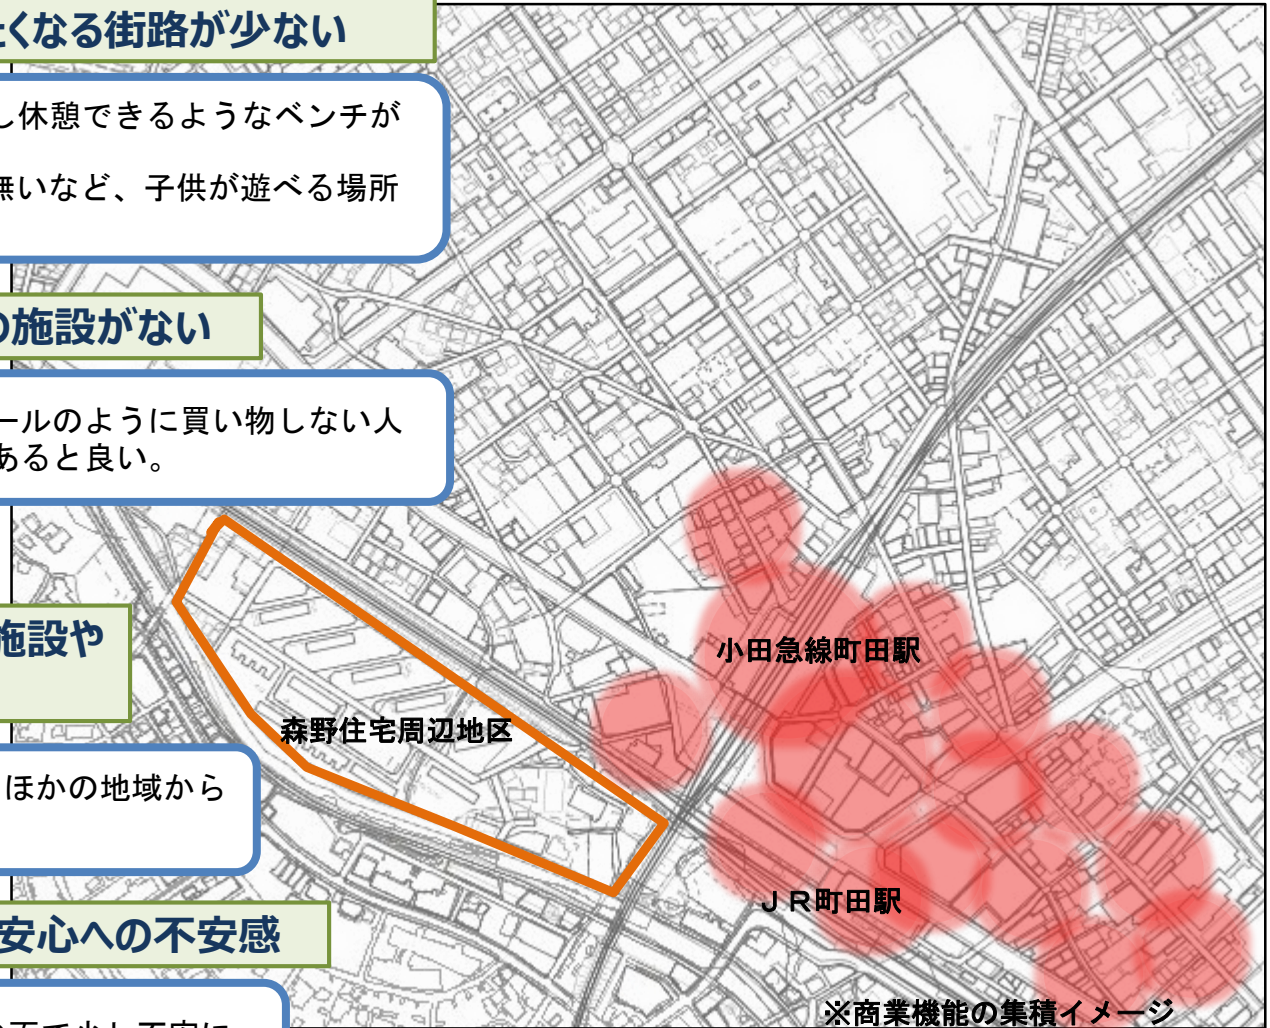 くなる街路が少ない
し休憩できるようなベンチが
無いなど、子供が遊べる場所
の施設がない
ールのように買い物しない人
あると良い。
施設や
ほかの地域から
安心への不安感
小田急線町田駅
森野住宅周辺地区
ＪＲ町田駅
※商業機能の集積イメージ